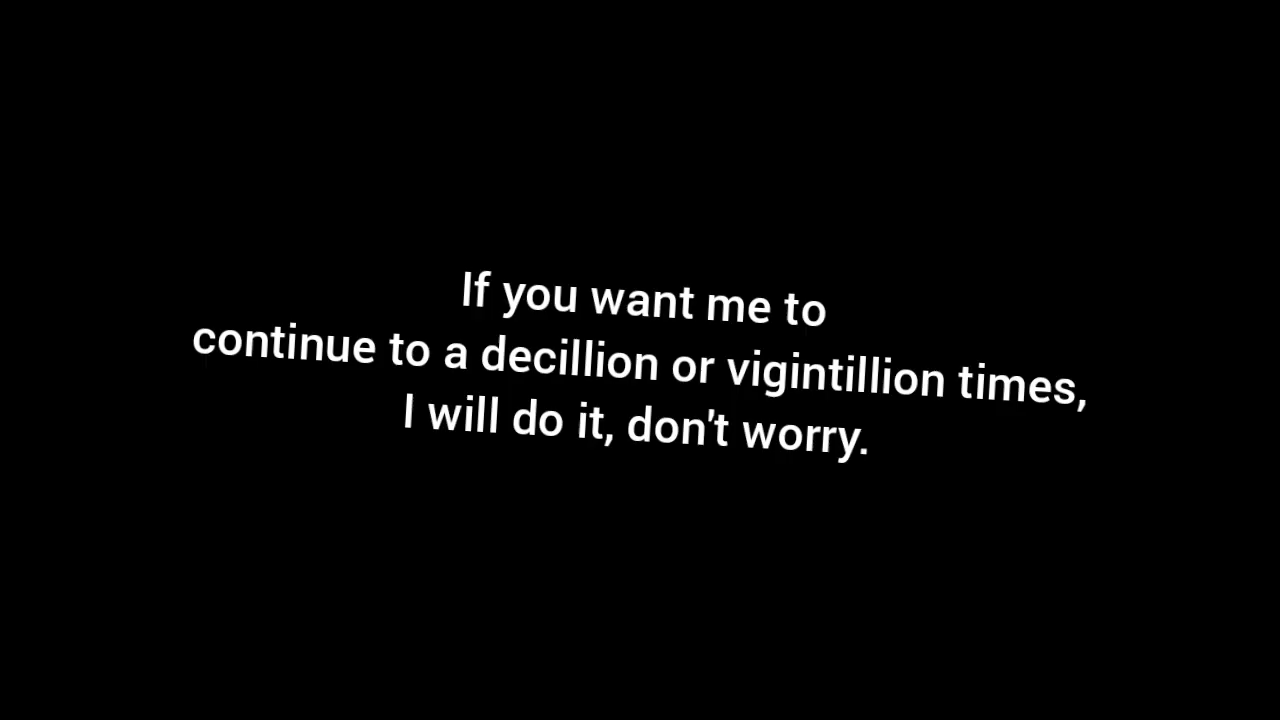 If you want me to
continue to a decillion or vigintillion times,
I will do it, don't worry.